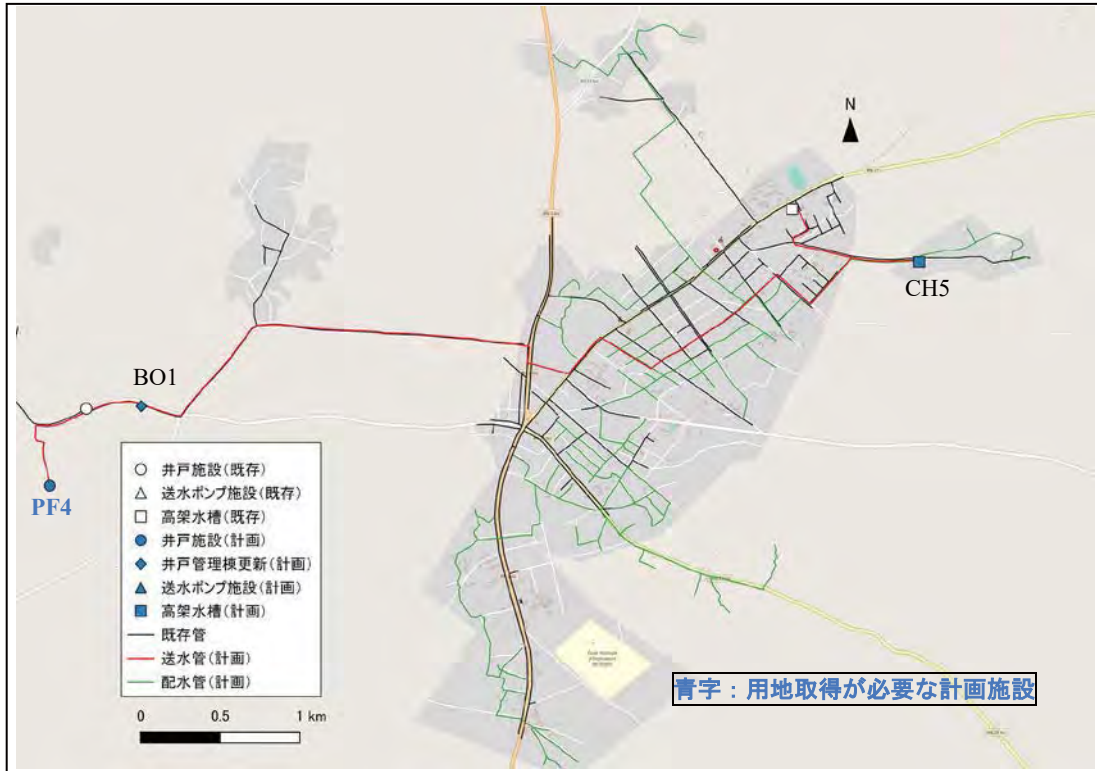 N
CH5
BO1
PF4
井戸施設(既存)
送水ポンプ施設(既存)
高架水槽(既存)
井戸施設(計画)
井戸管理棟更新(計画)
送水ポンプ施設(計画)
高架水槽(計画)
既存管
送水管(計画)
配水管(計画)
0 0.5 1 km
青字：用地取得が必要な計画施設